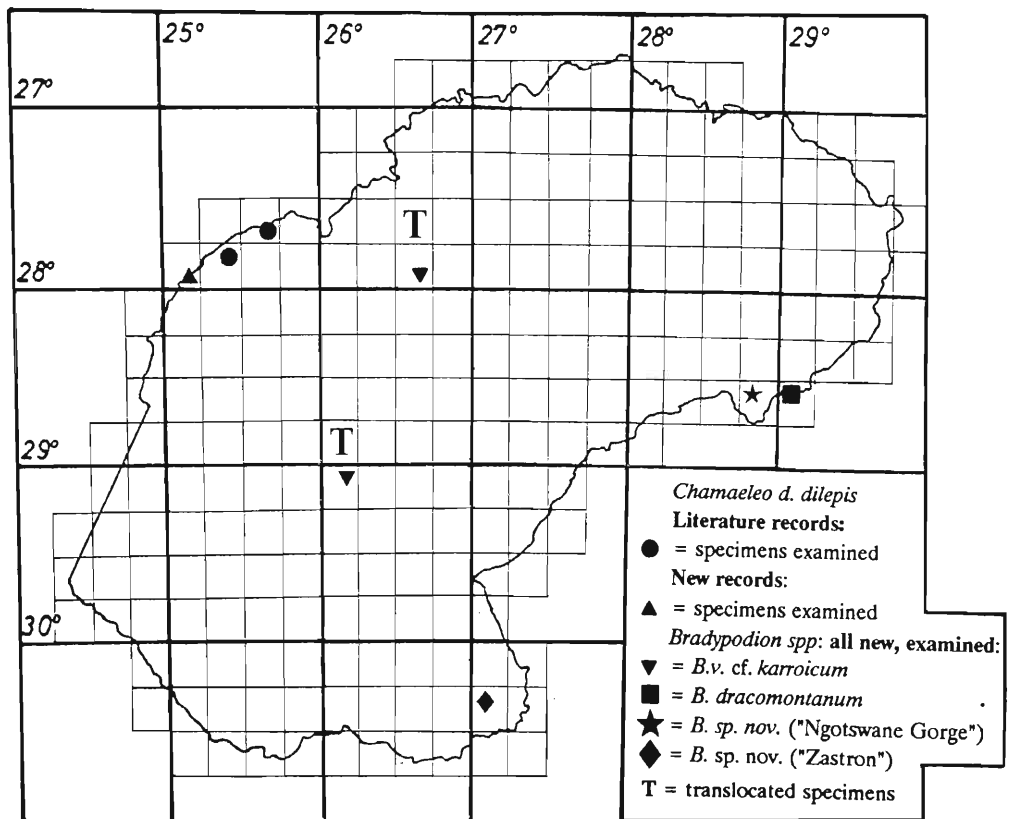 25° 26° 27° 28° 29°
27°
T
28°
T
29°
30°
Chamaeleo d. dilepis
Literature records:
= specimens examined
New records:
= specimens examined
Bradypodion spp: all new, examined:
= B.v. cf. karroicum
= B. dracomontanum
= B. sp. nov. ("Ngotswane Gorge")
= B. sp. nov. ("Zastron")
T = translocated specimens